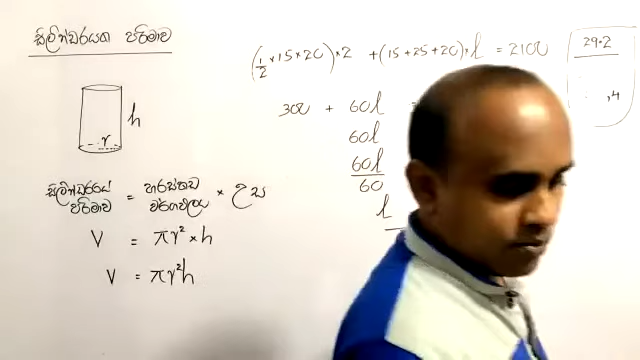 සිලින්ඩරයක පරිමාව
h
r
සිලින්ඩරයේ පරිමාව = හරස්කඩ වර්ගඵලය × උස
V = πr² × h
V = πr²h
(1/2 × 15 × 20) × 2 + (15 + 25 + 20) × l = 2100
300 + 60l =
60l
60l
60
l
29.2
,4